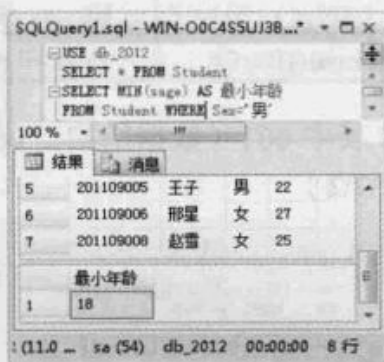 SQLQuery1.sql - WIN-O0C4S5UJ38...*
USE db_2012
SELECT * FROM Student
SELECT MIN(sage) AS 最小年龄
FROM Student WHERE Sex='男'
100 %
结果 消息
5 201109005 王子 男 22
6 201109006 邢星 女 27
7 201109008 赵雪 女 25
最小年龄
1 18
(11.0 ... sa (54) db_2012 00:00:00 8 行